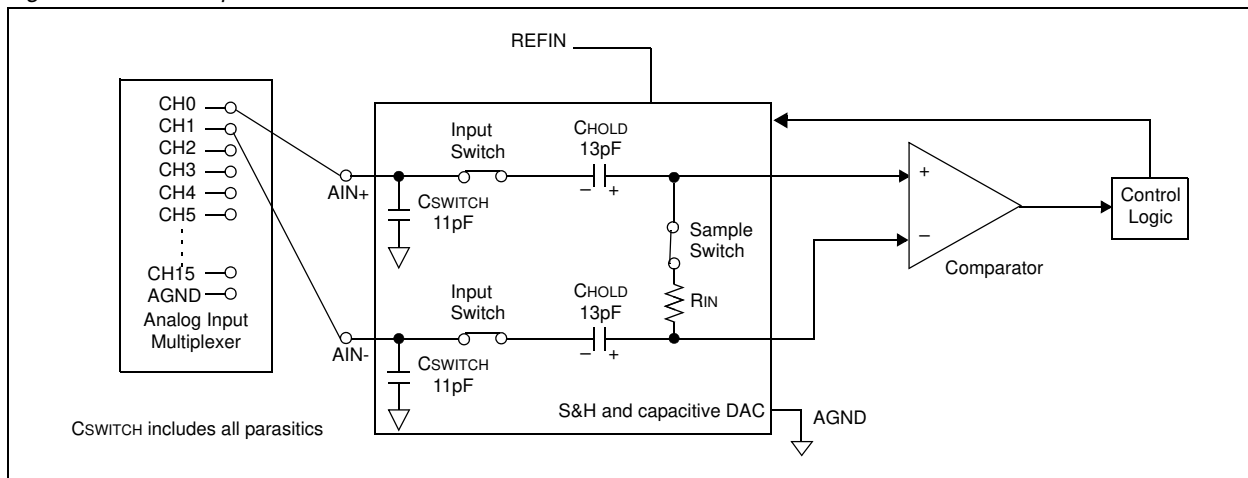 REFIN
CH0
CH1
CH2
CH3
CH4
CH5
CH15
AGND
Analog Input
Multiplexer
AIN+
AIN-
Input
Switch
CHOLD
13pF
− +
CSWITCH
11pF
Sample
Switch
RIN
Input
Switch
CHOLD
13pF
− +
CSWITCH
11pF
S&H and capacitive DAC
AGND
+
−
Comparator
Control
Logic
CSWITCH includes all parasitics